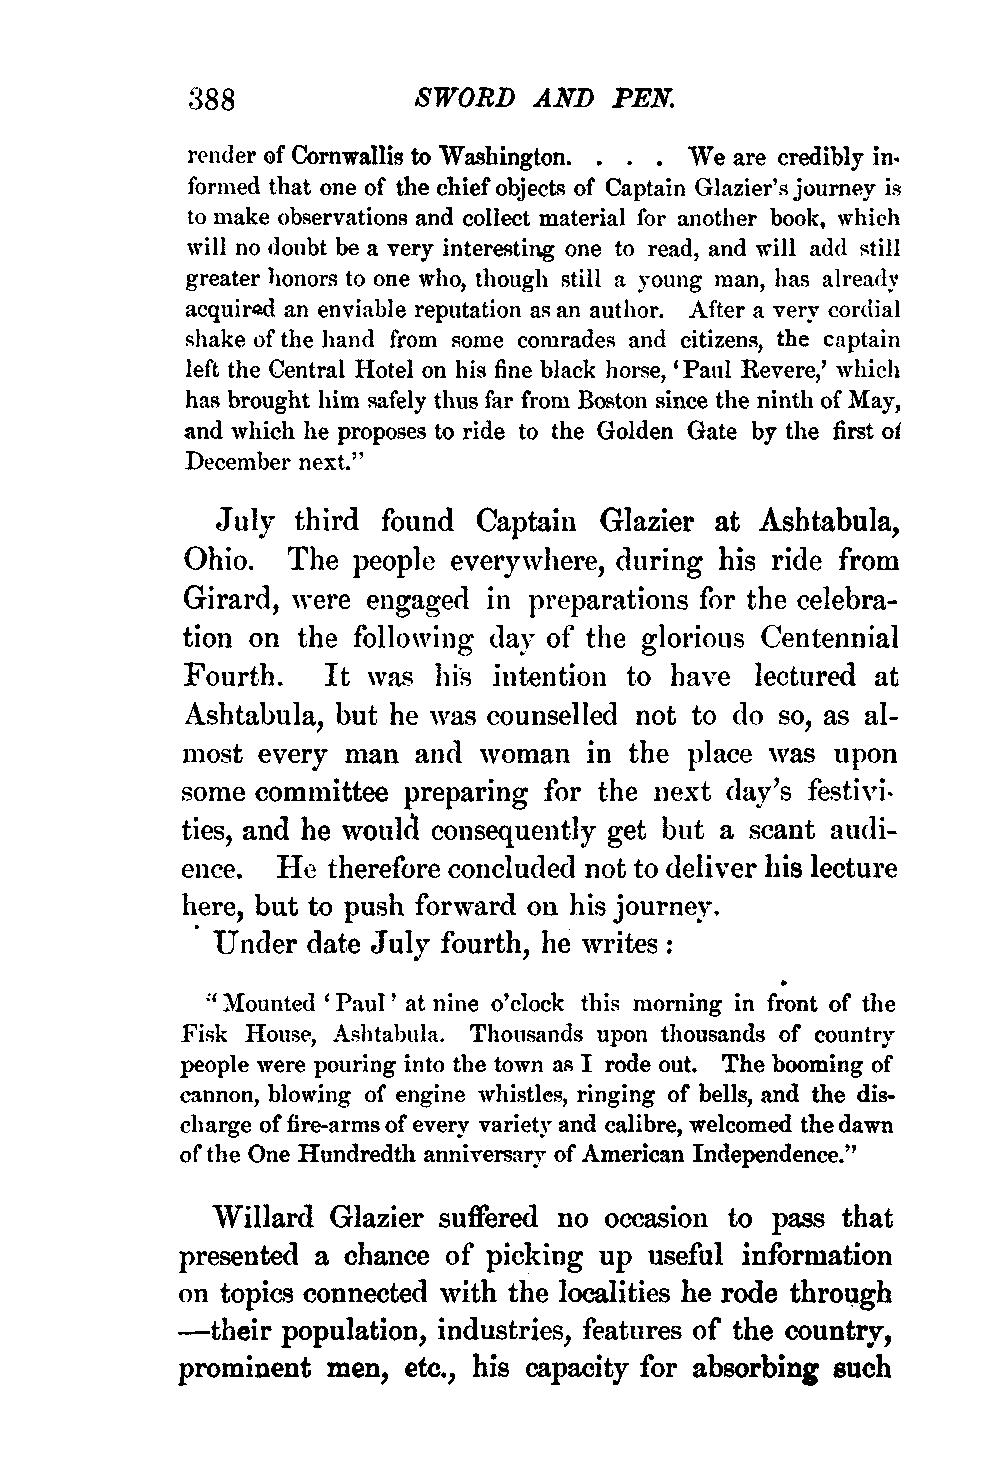 388 SWORD AND PEN.
render of Cornwallis to Washington. . . . We are credibly in-
formed that one of the chief objects of Captain Glazier's journey is
to make observations and collect material for another book, which
will no doubt be a very interesting one to read, and will add still
greater honors to one who, though still a young man, has already
acquired an enviable reputation as an author. After a very cordial
shake of the hand from some comrades and citizens, the captain
left the Central Hotel on his fine black horse, 'Paul Revere,' which
has brought him safely thus far from Boston since the ninth of May,
and which he proposes to ride to the Golden Gate by the first of
December next."
July third found Captain Glazier at Ashtabula,
Ohio. The people everywhere, during his ride from
Girard, were engaged in preparations for the celebra-
tion on the following day of the glorious Centennial
Fourth. It was his intention to have lectured at
Ashtabula, but he was counselled not to do so, as al-
most every man and woman in the place was upon
some committee preparing for the next day's festivi-
ties, and he would consequently get but a scant audi-
ence. He therefore concluded not to deliver his lecture
here, but to push forward on his journey.
Under date July fourth, he writes:
"Mounted 'Paul' at nine o'clock this morning in front of the
Fisk House, Ashtabula. Thousands upon thousands of country
people were pouring into the town as I rode out. The booming of
cannon, blowing of engine whistles, ringing of bells, and the dis-
charge of fire-arms of every variety and calibre, welcomed the dawn
of the One Hundredth anniversary of American Independence."
Willard Glazier suffered no occasion to pass that
presented a chance of picking up useful information
on topics connected with the localities he rode through
—their population, industries, features of the country,
prominent men, etc., his capacity for absorbing such